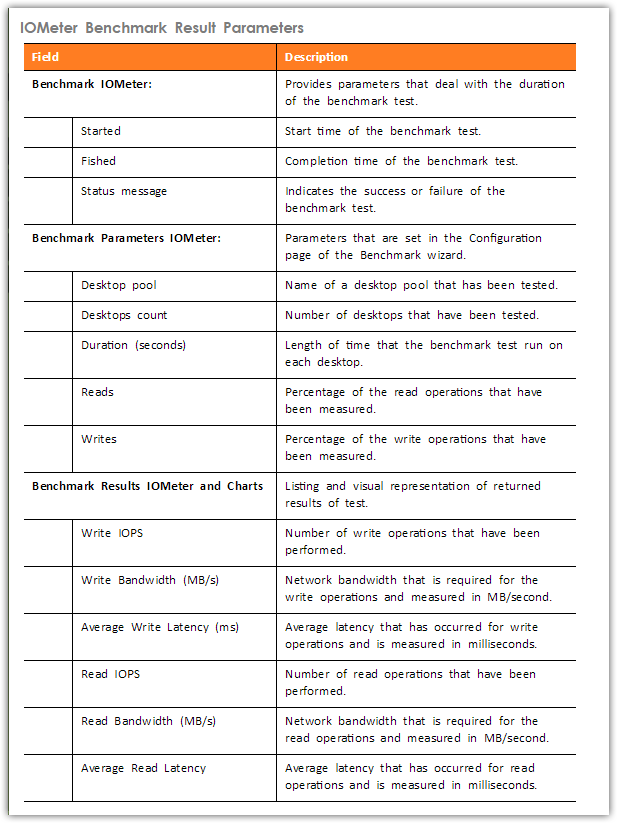 IOMeter Benchmark Result Parameters
Field Description
Benchmark IOMeter: Provides parameters that deal with the duration
of the benchmark test.
Started Start time of the benchmark test.
Fished Completion time of the benchmark test.
Status message Indicates the success or failure of the
benchmark test.
Benchmark Parameters IOMeter: Parameters that are set in the Configuration
page of the Benchmark wizard.
Desktop pool Name of a desktop pool that has been tested.
Desktops count Number of desktops that have been tested.
Duration (seconds) Length of time that the benchmark test run on
each desktop.
Reads Percentage of the read operations that have
been measured.
Writes Percentage of the write operations that have
been measured.
Benchmark Results IOMeter and Charts Listing and visual representation of returned
results of test.
Write IOPS Number of write operations that have been
performed.
Write Bandwidth (MB/s) Network bandwidth that is required for the
write operations and measured in MB/second.
Average Write Latency (ms) Average latency that has occurred for write
operations and is measured in milliseconds.
Read IOPS Number of read operations that have been
performed.
Read Bandwidth (MB/s) Network bandwidth that is required for the
read operations and measured in MB/second.
Average Read Latency Average latency that has occurred for read
operations and is measured in milliseconds.